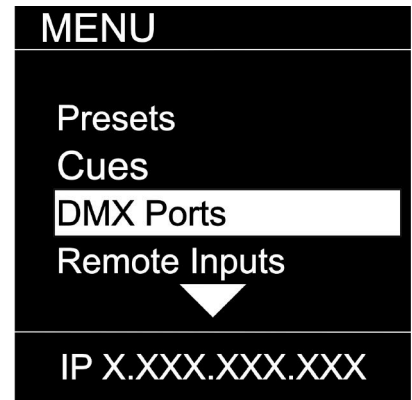 MENU
Presets
Cues
DMX Ports
Remote Inputs
IP X.XXX.XXX.XXX